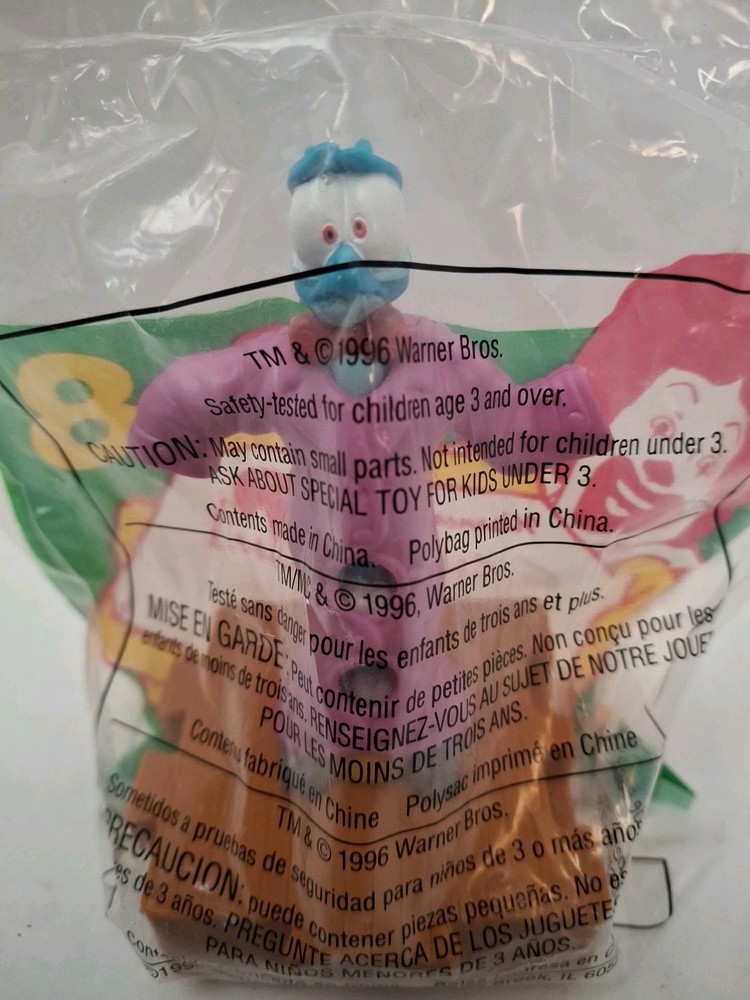 8
TM & © 1996 Warner Bros.
Safety-tested for children age 3 and over.
CAUTION: May contain small parts. Not intended for children under 3.
ASK ABOUT SPECIAL TOY FOR KIDS UNDER 3.
Contents made in China. Polybag printed in China.
TM/MC & © 1996, Warner Bros.
Testé sans danger pour les enfants de trois ans et plus.
MISE EN GARDE: Peut contenir de petites pièces. Non conçu pour les
enfants de moins de trois ans. RENSEIGNEZ-VOUS AU SUJET DE NOTRE JOUE
POUR LES MOINS DE TROIS ANS.
Contenu fabriqué en Chine Polysac imprimé en Chine
TM & © 1996 Warner Bros.
Sometidos a pruebas de seguridad para niños de 3 o más año
PRECAUCION: puede contener piezas pequeñas. No es
es de 3 años. PREGUNTE ACERCA DE LOS JUGUETES
PARA NIÑOS MENORES DE 3 AÑOS.